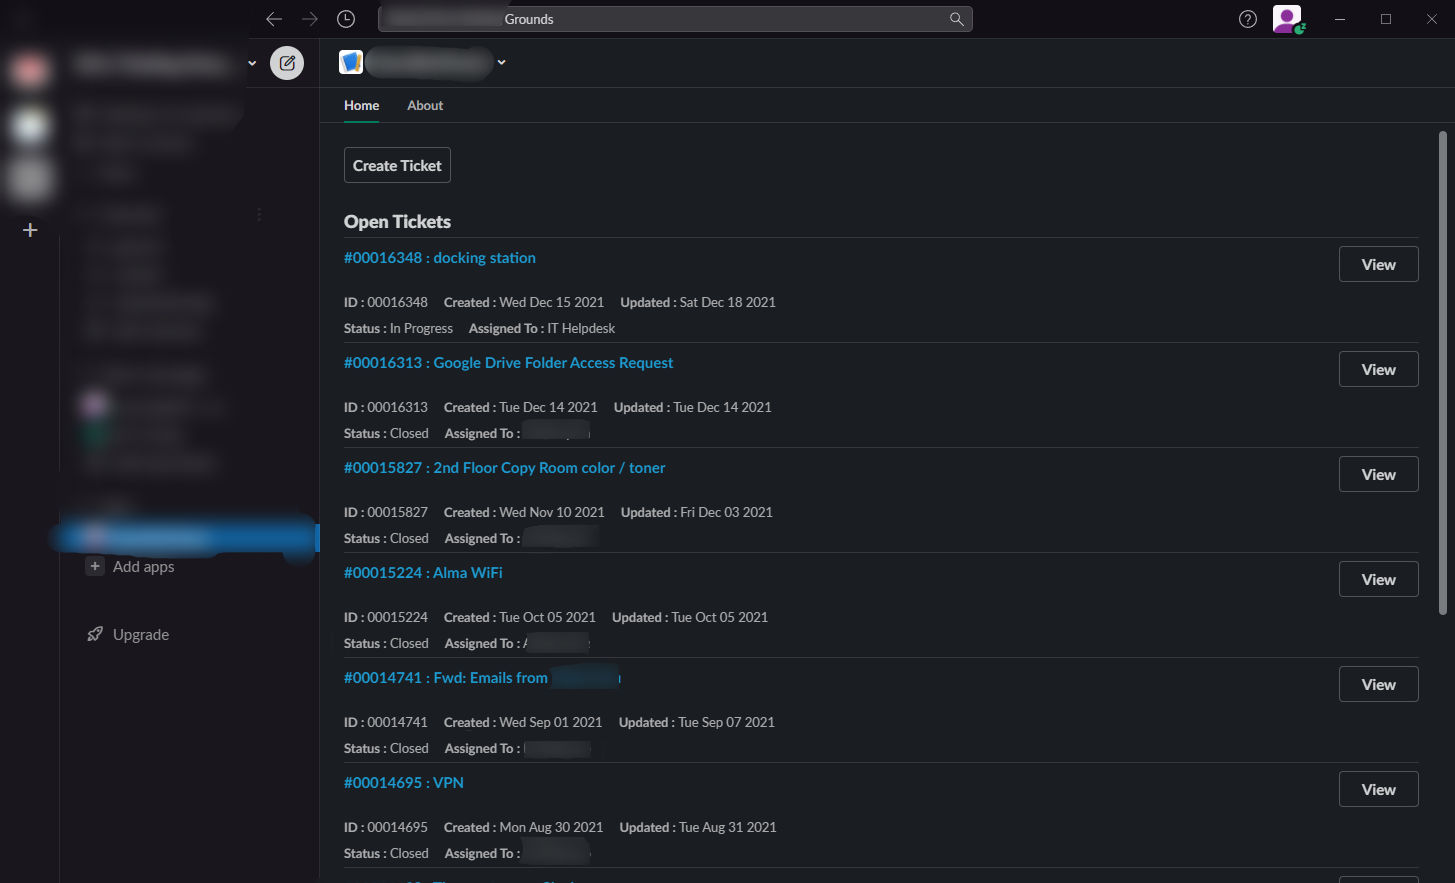 Grounds
Home About
Create Ticket
Open Tickets
#00016348 : docking station
View
ID : 00016348 Created : Wed Dec 15 2021 Updated : Sat Dec 18 2021
Status : In Progress Assigned To : IT Helpdesk
#00016313 : Google Drive Folder Access Request
View
ID : 00016313 Created : Tue Dec 14 2021 Updated : Tue Dec 14 2021
Status : Closed Assigned To :
#00015827 : 2nd Floor Copy Room color / toner
View
ID : 00015827 Created : Wed Nov 10 2021 Updated : Fri Dec 03 2021
Status : Closed Assigned To :
#00015224 : Alma WiFi
View
ID : 00015224 Created : Tue Oct 05 2021 Updated : Tue Oct 05 2021
Status : Closed Assigned To :
#00014741 : Fwd: Emails from
View
ID : 00014741 Created : Wed Sep 01 2021 Updated : Tue Sep 07 2021
Status : Closed Assigned To :
#00014695 : VPN
View
ID : 00014695 Created : Mon Aug 30 2021 Updated : Tue Aug 31 2021
Status : Closed Assigned To :
Add apps
Upgrade